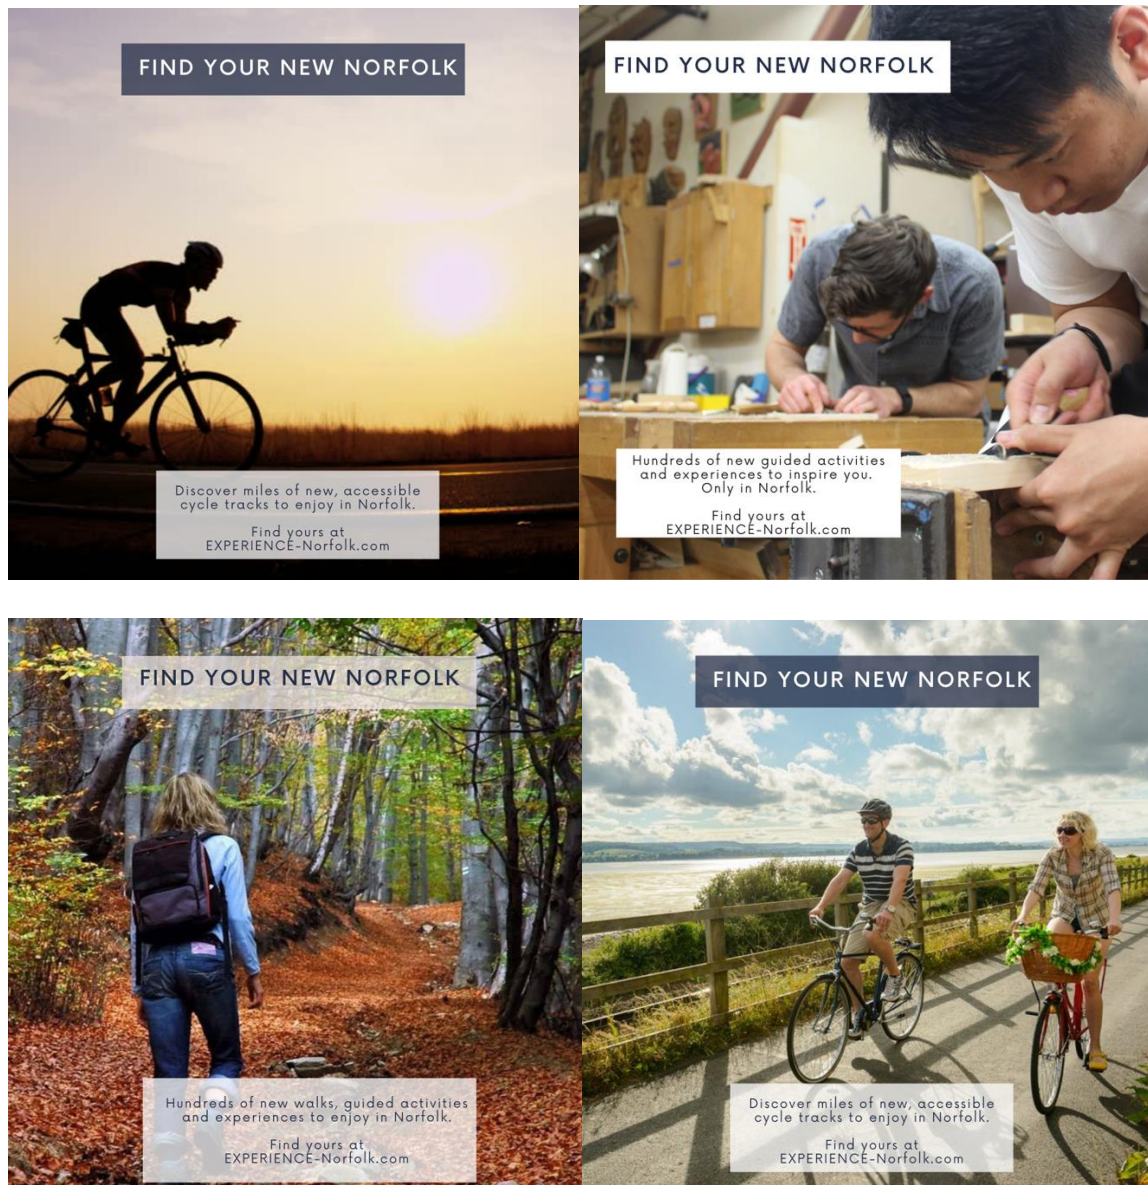 FIND YOUR NEW NORFOLK
Discover miles of new, accessible
cycle tracks to enjoy in Norfolk.
Find yours at
EXPERIENCE-Norfolk.com
FIND YOUR NEW NORFOLK
Hundreds of new guided activities
and experiences to inspire you.
Only in Norfolk.
Find yours at
EXPERIENCE-Norfolk.com
FIND YOUR NEW NORFOLK
Hundreds of new walks, guided activities
and experiences to enjoy in Norfolk.
Find yours at
EXPERIENCE-Norfolk.com
FIND YOUR NEW NORFOLK
Discover miles of new, accessible
cycle tracks to enjoy in Norfolk.
Find yours at
EXPERIENCE-Norfolk.com